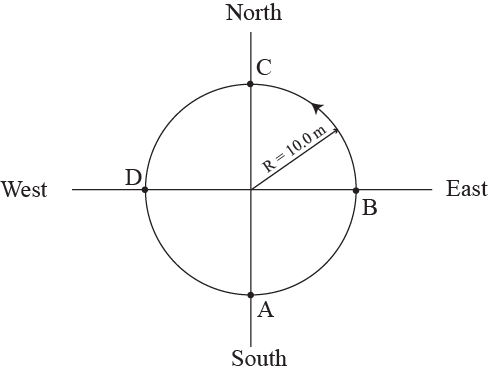 North
C
R = 10.0 m
West
D
East
B
A
South